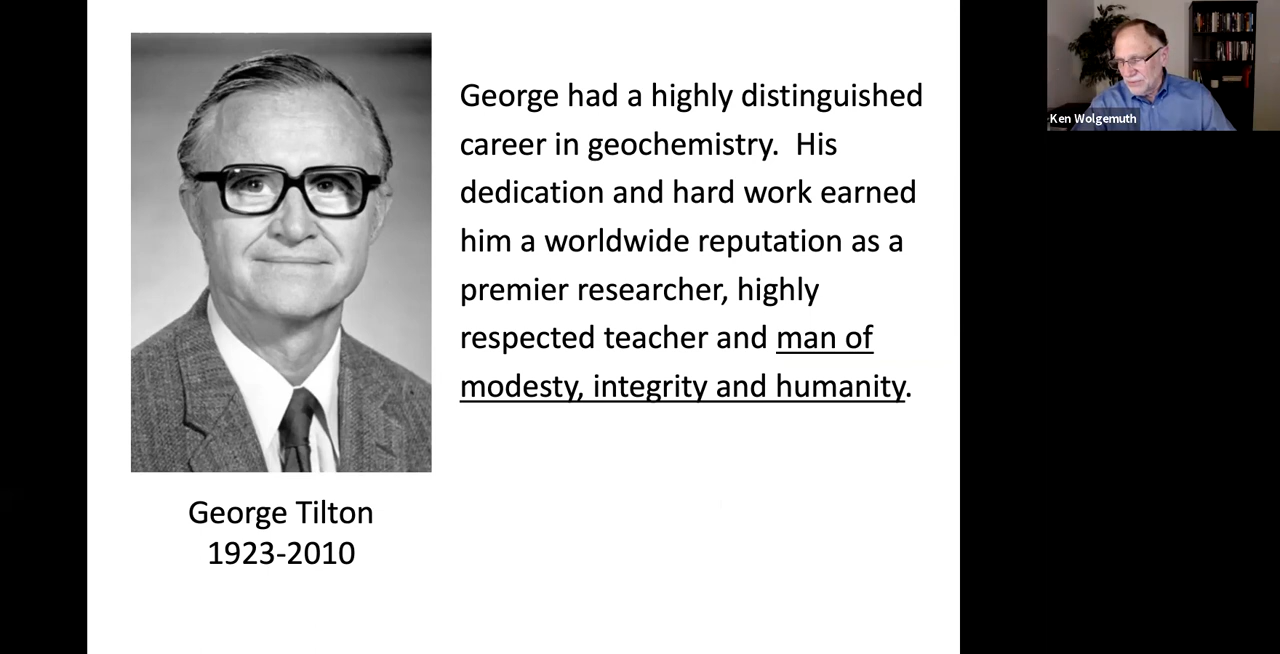 George had a highly distinguished
career in geochemistry.  His
dedication and hard work earned
him a worldwide reputation as a
premier researcher, highly
respected teacher and man of
modesty, integrity and humanity.
George Tilton
1923-2010
Ken Wolgemuth